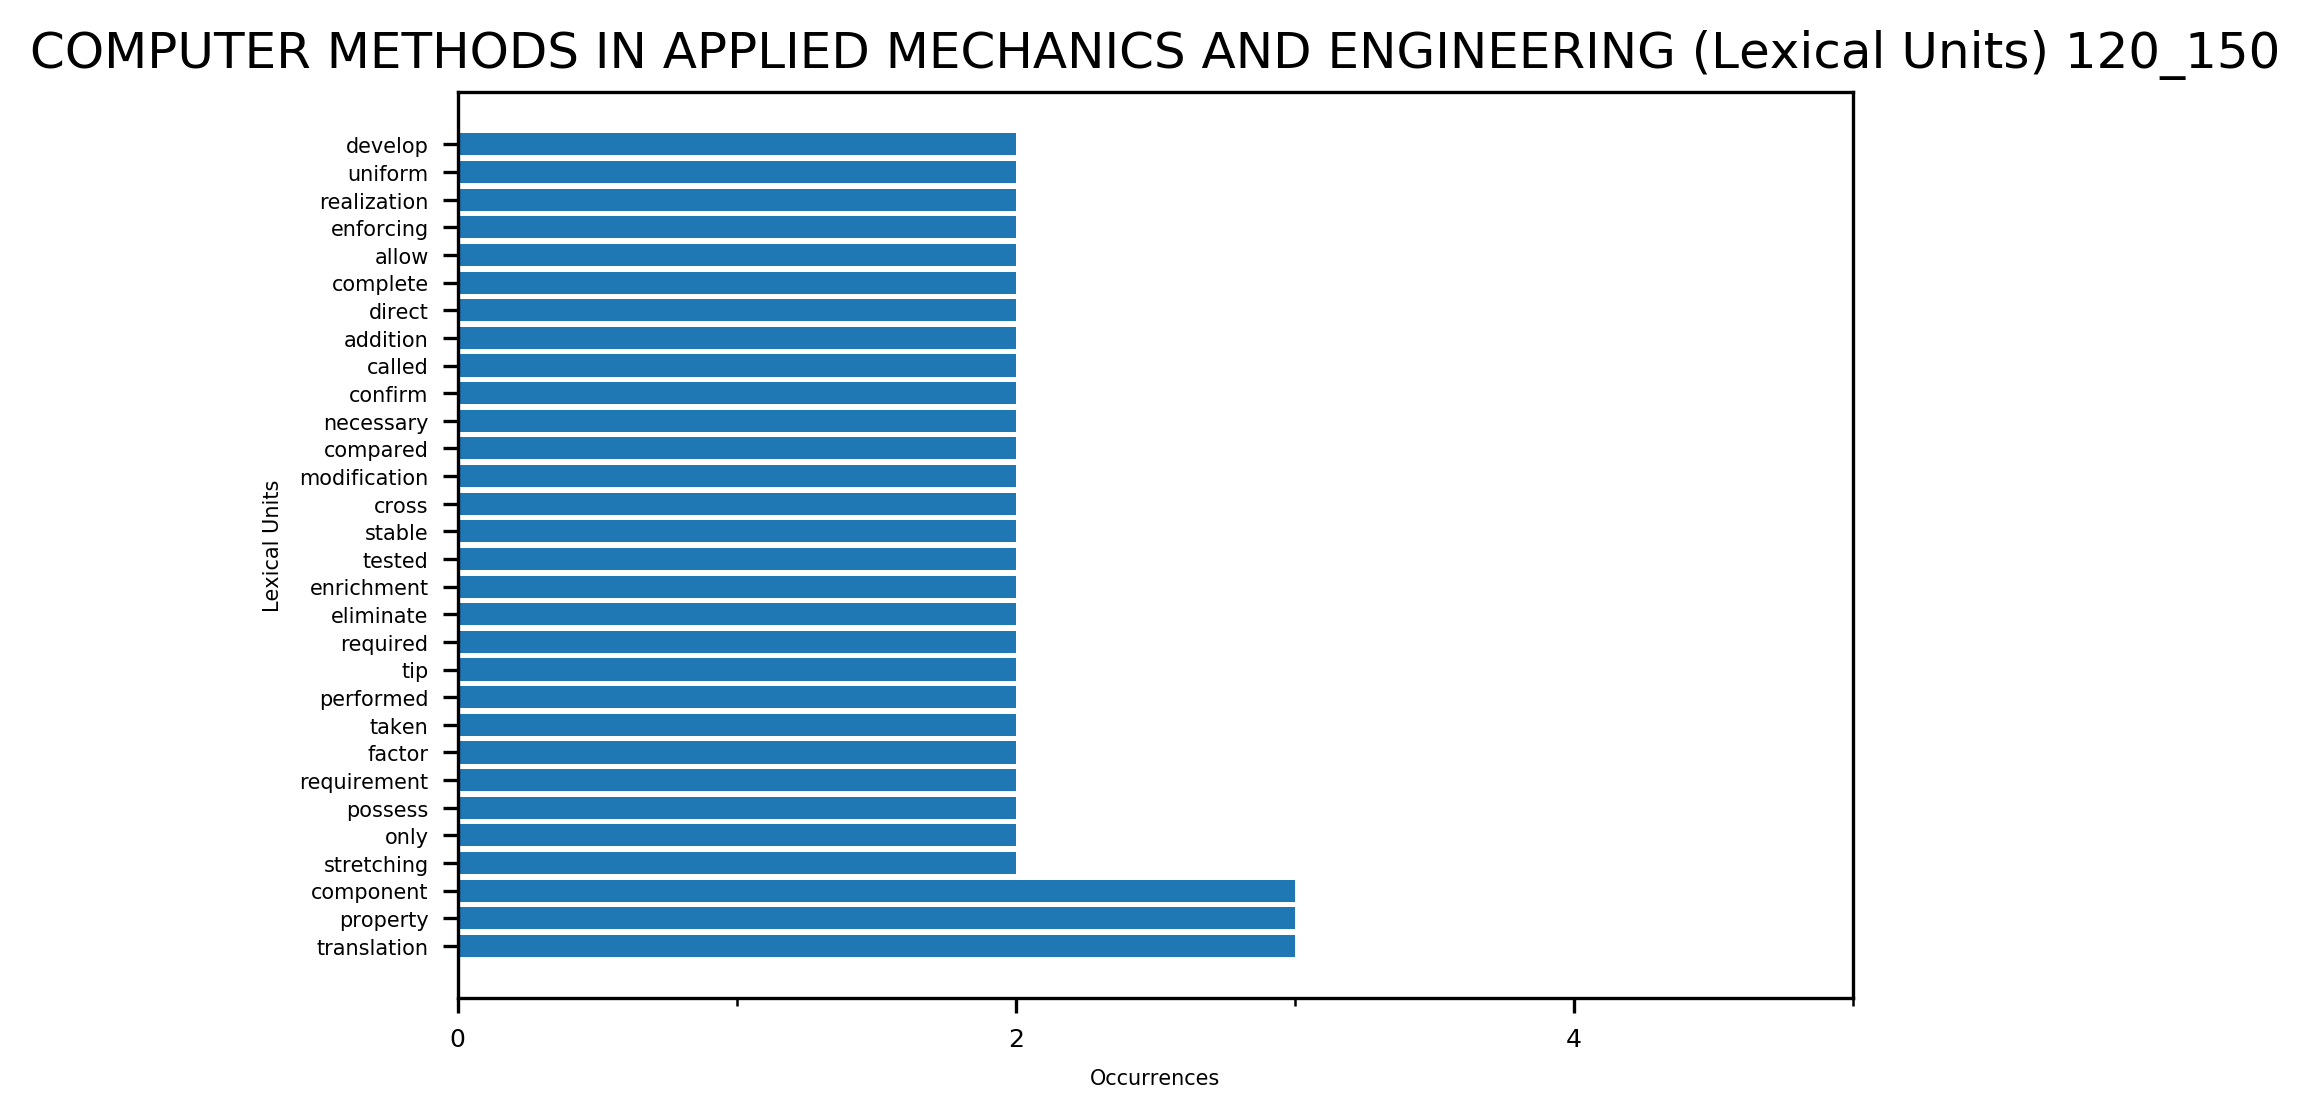 COMPUTER METHODS IN APPLIED MECHANICS AND ENGINEERING (Lexical Units) 120_150
develop
uniform
realization
enforcing
allow
complete
direct
addition
called
confirm
necessary
compared
modification
cross
stable
tested
enrichment
eliminate
required
tip
performed
taken
factor
requirement
possess
only
stretching
component
property
translation
Lexical Units
0 2 4
Occurrences